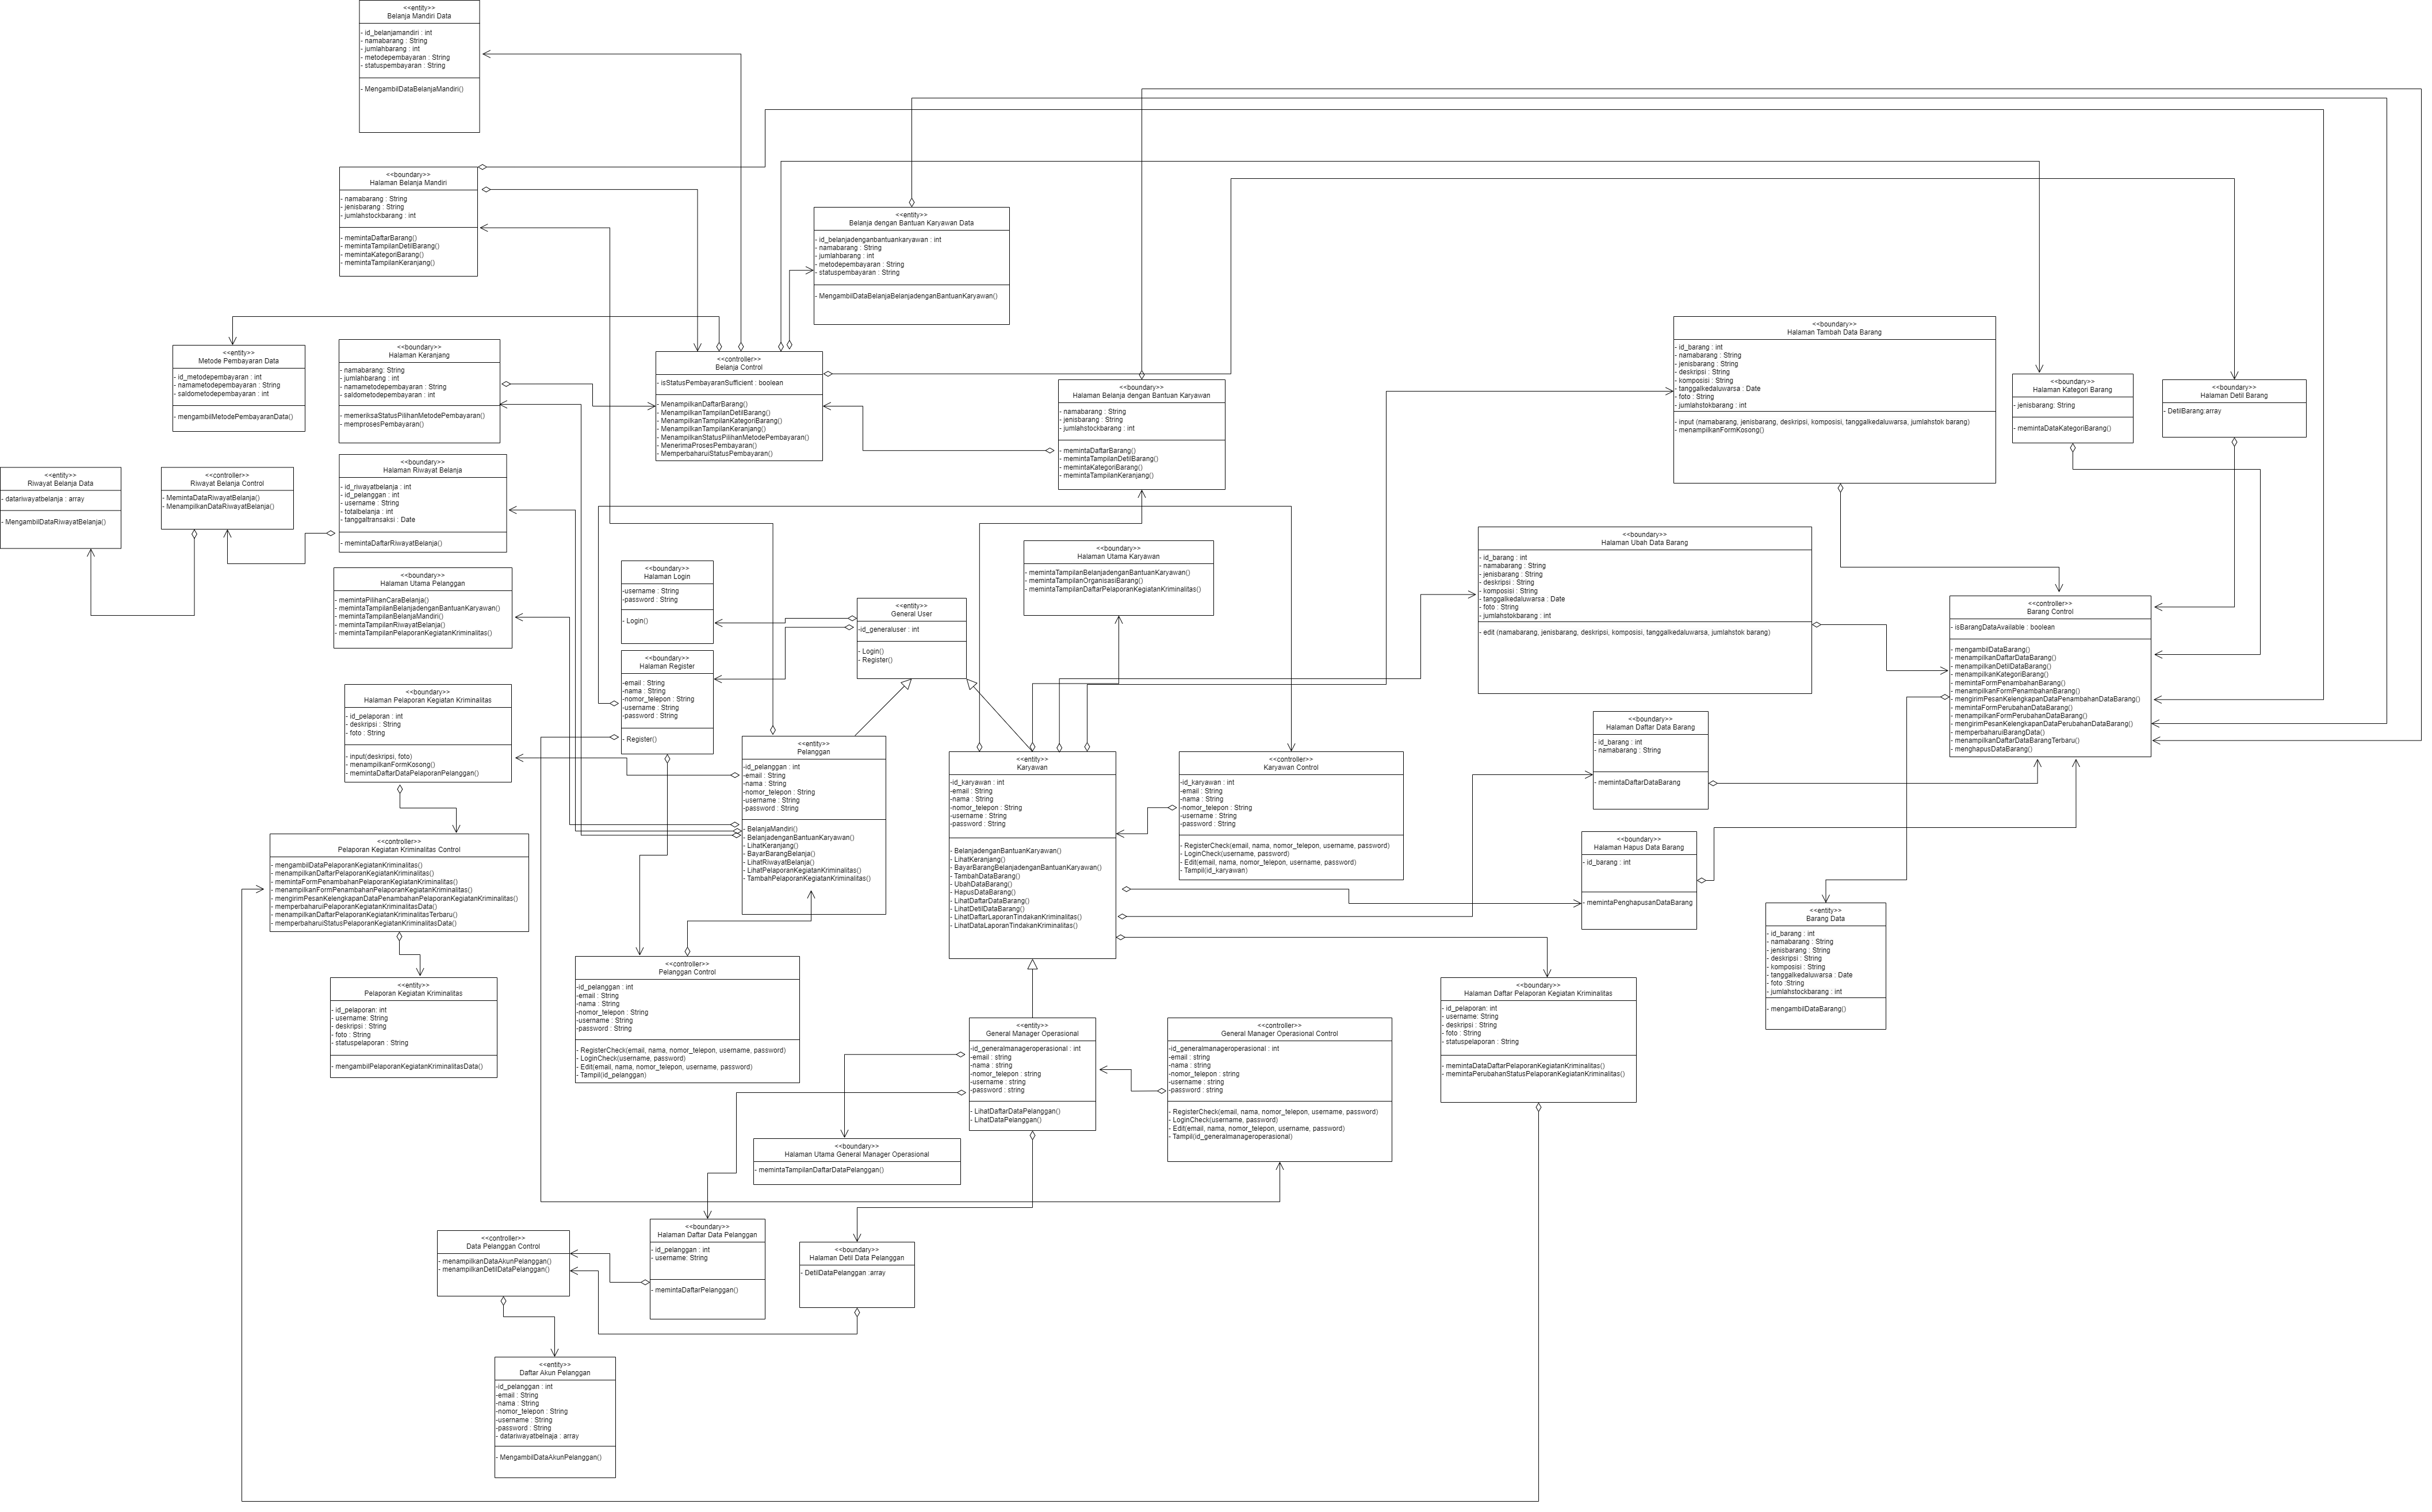 <<entity>>
Belanja Mandiri Data
- id_belanjamandiri : int
- namabarang : String
- jumlahbarang : int
- metodepembayaran : String
- statuspembayaran : String
- MengambilDataBelanjaMandiri()
<<boundary>>
Halaman Belanja Mandiri
- namabarang : String
- jenisbarang : String
- jumlahstockbarang : int
- memintaDaftarBarang()
- memintaTampilanDetilBarang()
- memintaKategoriBarang()
- memintaTampilanKeranjang()
<<entity>>
Belanja dengan Bantuan Karyawan Data
- id_belanjadenganbantuankaryawan : int
- namabarang : String
- jumlahbarang : int
- metodepembayaran : String
- statuspembayaran : String
- MengambilDataBelanjaBelanjadenganBantuanKaryawan()
<<entity>>
Metode Pembayaran Data
- id_metodepembayaran : int
- namametodepembayaran : String
- saldometodepembayaran : int
- mengambilMetodePembayaranData()
<<boundary>>
Halaman Keranjang
- namabarang: String
- jumlahbarang : int
- namametodepembayaran : String
- saldometodepembayaran : int
- memeriksaStatusPilihanMetodePembayaran()
- memprosesPembayaran()
<<controller>>
Belanja Control
- isStatusPembayaranSufficient : boolean
- MenampilkanDaftarBarang()
- MenampilkanTampilanDetilBarang()
- MenampilkanTampilanKategoriBarang()
- MenampilkanTampilanKeranjang()
- MenampilkanStatusPilihanMetodePembayaran()
- MenerimaProsesPembayaran()
- MemperbaharuiStatusPembayaran()
<<boundary>>
Halaman Belanja dengan Bantuan Karyawan
- namabarang : String
- jenisbarang : String
- jumlahstockbarang : int
- memintaDaftarBarang()
- memintaTampilanDetilBarang()
- memintaKategoriBarang()
- memintaTampilanKeranjang()
<<boundary>>
Halaman Tambah Data Barang
- id_barang : int
- namabarang : String
- jenisbarang : String
- deskripsi : String
- komposisi : String
- tanggalkedaluwarsa : Date
- foto : String
- jumlahstokbarang : int
- input (namabarang, jenisbarang, deskripsi, komposisi, tanggalkedaluwarsa, jumlahstok barang)
- menampilkanFormKosong()
<<boundary>>
Halaman Kategori Barang
- jenisbarang: String
- memintaDataKategoriBarang()
<<boundary>>
Halaman Detil Barang
- DetilBarang:array
<<entity>>
Riwayat Belanja Data
- datariwayatbelanja : array
- MengambilDataRiwayatBelanja()
<<controller>>
Riwayat Belanja Control
- MemintaDataRiwayatBelanja()
- MenampilkanDataRiwayatBelanja()
<<boundary>>
Halaman Riwayat Belanja
- id_riwayatbelanja : int
- id_pelanggan : int
- username : String
- totalbelanja : int
- tanggaltransaksi : Date
- memintaDaftarRiwayatBelanja()
<<boundary>>
Halaman Utama Pelanggan
- memintaPilihanCaraBelanja()
- memintaTampilanBelanjadenganBantuanKaryawan()
- memintaTampilanBelanjaMandiri()
- memintaTampilanRiwayatBelanja()
- memintaTampilanPelaporanKegiatanKriminalitas()
<<boundary>>
Halaman Login
-username : String
-password : String
- Login()
<<boundary>>
Halaman Register
-email : String
-nama : String
-nomor_telepon : String
-username : String
-password : String
- Register()
<<entity>>
General User
-id_generaluser : int
- Login()
- Register()
<<boundary>>
Halaman Utama Karyawan
- memintaTampilanBelanjadenganBantuanKaryawan()
- memintaTampilanOrganisasiBarang()
- memintaTampilanDaftarPelaporanKegiatanKriminalitas()
<<boundary>>
Halaman Ubah Data Barang
- id_barang : int
- namabarang : String
- jenisbarang : String
- deskripsi : String
- komposisi : String
- tanggalkedaluwarsa : Date
- foto : String
- jumlahstokbarang : int
- edit (namabarang, jenisbarang, deskripsi, komposisi, tanggalkedaluwarsa, jumlahstok barang)
<<controller>>
Barang Control
- isBarangDataAvailable : boolean
- mengambilDataBarang()
- menampilkanDaftarDataBarang()
- menampilkanDetilDataBarang()
- menampilkanKategoriBarang()
- memintaFormPenambahanBarang()
- menampilkanFormPenambahanBarang()
- mengirimPesanKelengkapanDataPenambahanDataBarang()
- memintaFormPerubahanDataBarang()
- menampilkanFormPerubahanDataBarang()
- mengirimPesanKelengkapanDataPerubahanDataBarang()
- memperbaharuiBarangData()
- menampilkanDaftarDataBarangTerbaru()
- menghapusDataBarang()
<<boundary>>
Halaman Pelaporan Kegiatan Kriminalitas
- id_pelaporan : int
- deskripsi : String
- foto : String
- input(deskripsi, foto)
- menampilkanFormKosong()
- memintaDaftarDataPelaporanPelanggan()
<<entity>>
Pelanggan
-id_pelanggan : int
-email : String
-nama : String
-nomor_telepon : String
-username : String
-password : String
- BelanjaMandiri()
- BelanjadenganBantuanKaryawan()
- LihatKeranjang()
- BayarBarangBelanja()
- LihatRiwayatBelanja()
- LihatPelaporanKegiatanKriminalitas()
- TambahPelaporanKegiatanKriminalitas()
<<entity>>
Karyawan
-id_karyawan : int
-email : String
-nama : String
-nomor_telepon : String
-username : String
-password : String
- BelanjadenganBantuanKaryawan()
- LihatKeranjang()
- BayarBarangBelanjadenganBantuanKaryawan()
- TambahDataBarang()
- UbahDataBarang()
- HapusDataBarang()
- LihatDaftarDataBarang()
- LihatDetilDataBarang()
- LihatDaftarLaporanTindakanKriminalitas()
- LihatDataLaporanTindakanKriminalitas()
<<controller>>
Karyawan Control
-id_karyawan : int
-email : String
-nama : String
-nomor_telepon : String
-username : String
-password : String
- RegisterCheck(email, nama, nomor_telepon, username, password)
- LoginCheck(username, password)
- Edit(email, nama, nomor_telepon, username, password)
- Tampil(id_karyawan)
<<boundary>>
Halaman Daftar Data Barang
- id_barang : int
- namabarang : String
- memintaDaftarDataBarang
<<boundary>>
Halaman Hapus Data Barang
- id_barang : int
- memintaPenghapusanDataBarang
<<entity>>
Barang Data
- id_barang : int
- namabarang : String
- jenisbarang : String
- deskripsi : String
- komposisi : String
- tanggalkedaluwarsa : Date
- foto :String
- jumlahstockbarang : int
- mengambilDataBarang()
<<controller>>
Pelaporan Kegiatan Kriminalitas Control
- mengambilDataPelaporanKegiatanKriminalitas()
- menampilkanDaftarPelaporanKegiatanKriminalitas()
- memintaFormPenambahanPelaporanKegiatanKriminalitas()
- menampilkanFormPenambahanPelaporanKegiatanKriminalitas()
- mengirimPesanKelengkapanDataPenambahanPelaporanKegiatanKriminalitas()
- memperbaharuiPelaporanKegiatanKriminalitasData()
- menampilkanDaftarPelaporanKegiatanKriminalitasTerbaru()
- memperbaharuiStatusPelaporanKegiatanKriminalitasData()
<<entity>>
Pelaporan Kegiatan Kriminalitas
- id_pelaporan: int
- username: String
- deskripsi : String
- foto : String
- statuspelaporan : String
- mengambilPelaporanKegiatanKriminalitasData()
<<controller>>
Pelanggan Control
-id_pelanggan : int
-email : String
-nama : String
-nomor_telepon : String
-username : String
-password : String
- RegisterCheck(email, nama, nomor_telepon, username, password)
- LoginCheck(username, password)
- Edit(email, nama, nomor_telepon, username, password)
- Tampil(id_pelanggan)
<<entity>>
General Manager Operasional
-id_generalmanageroperasional : int
-email : string
-nama : string
-nomor_telepon : string
-username : string
-password : string
- LihatDaftarDataPelanggan()
- LihatDataPelanggan()
<<controller>>
General Manager Operasional Control
-id_generalmanageroperasional : int
-email : string
-nama : string
-nomor_telepon : string
-username : string
-password : string
- RegisterCheck(email, nama, nomor_telepon, username, password)
- LoginCheck(username, password)
- Edit(email, nama, nomor_telepon, username, password)
- Tampil(id_generalmanageroperasional)
<<boundary>>
Halaman Daftar Pelaporan Kegiatan Kriminalitas
- id_pelaporan: int
- username: String
- deskripsi : String
- foto : String
- statuspelaporan : String
- memintaDataDaftarPelaporanKegiatanKriminalitas()
- memintaPerubahanStatusPelaporanKegiatanKriminalitas()
<<boundary>>
Halaman Utama General Manager Operasional
- memintaTampilanDaftarDataPelanggan()
<<controller>>
Data Pelanggan Control
- menampilkanDataAkunPelanggan()
- menampilkanDetilDataPelanggan()
<<boundary>>
Halaman Daftar Data Pelanggan
- id_pelanggan : int
- username: String
- memintaDaftarPelanggan()
<<boundary>>
Halaman Detil Data Pelanggan
- DetilDataPelanggan :array
<<entity>>
Daftar Akun Pelanggan
-id_pelanggan : int
-email : String
-nama : String
-nomor_telepon : String
-username : String
-password : String
- datariwayatbelnaja : array
- MengambilDataAkunPelanggan()